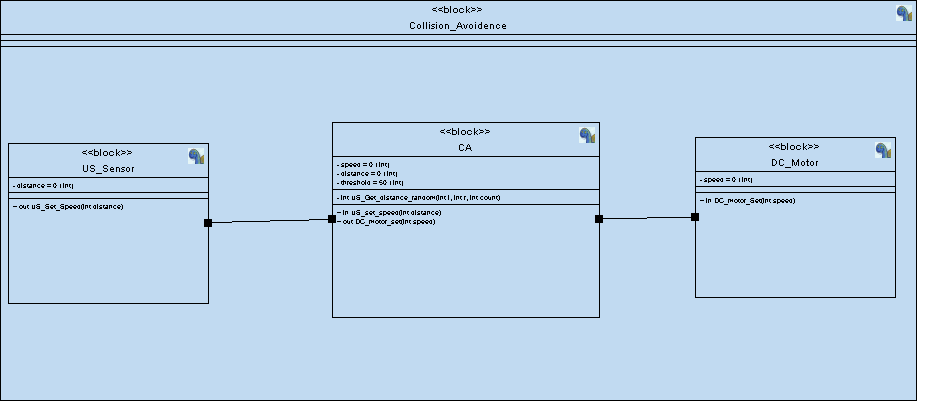 <<block>>
Collision_Avoidence
<<block>>
US_Sensor
- distance = 0 : int;
~ out uS_Set_Speed(int distance)
<<block>>
CA
- speed = 0 : int;
- distance = 0 : int;
- threshold = 50 : int;
- int uS_Get_distance_random(int l, int r, int count)
~ in uS_set_speed(int distance)
~ out DC_motor_set(int speed)
<<block>>
DC_Motor
- speed = 0 : int;
~ in DC_motor_Set(int speed)